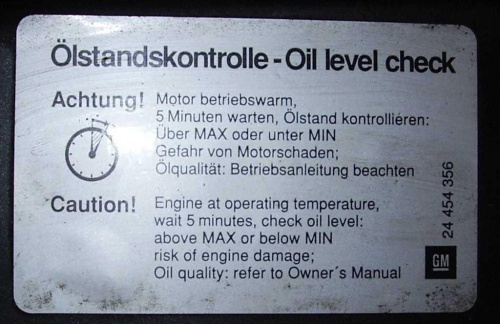 Ölstandskontrolle - Oil level check
Achtung! Motor betriebswarm,
5 Minuten warten, Ölstand kontrollieren:
Über MAX oder unter MIN
Gefahr von Motorschaden;
Ölqualität: Betriebsanleitung beachten
Caution! Engine at operating temperature,
wait 5 minutes, check oil level:
above MAX or below MIN
risk of engine damage;
Oil quality: refer to Owner´s Manual
24 454 356
GM